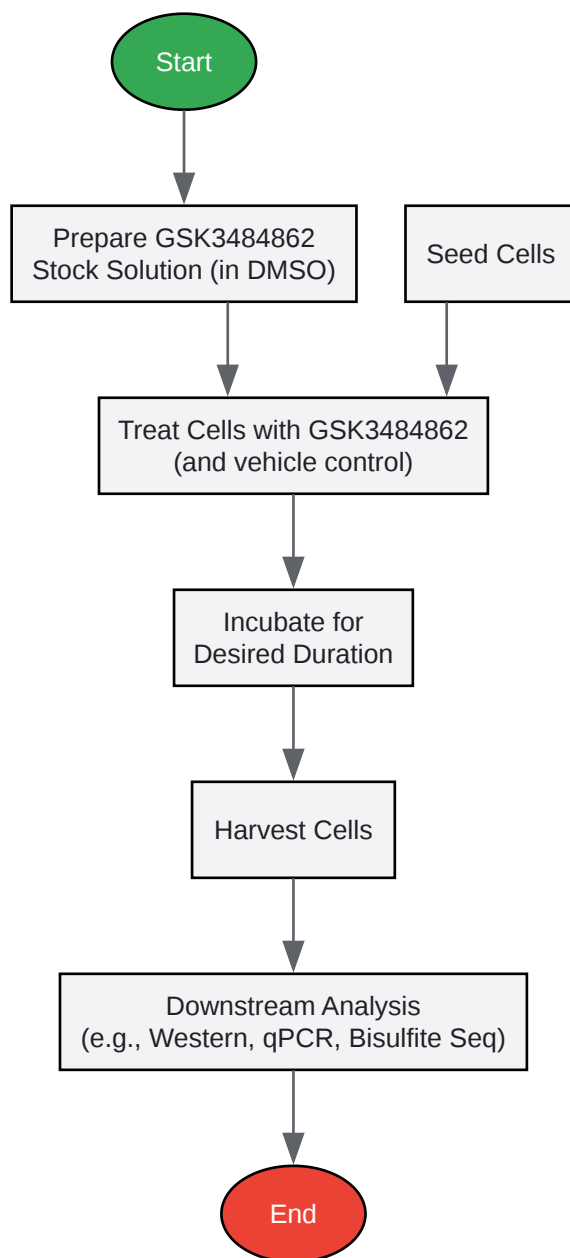 Start
Prepare GSK3484862
Stock Solution (in DMSO)
Seed Cells
Treat Cells with GSK3484862
(and vehicle control)
Incubate for
Desired Duration
Harvest Cells
Downstream Analysis
(e.g., Western, qPCR, Bisulfite Seq)
End